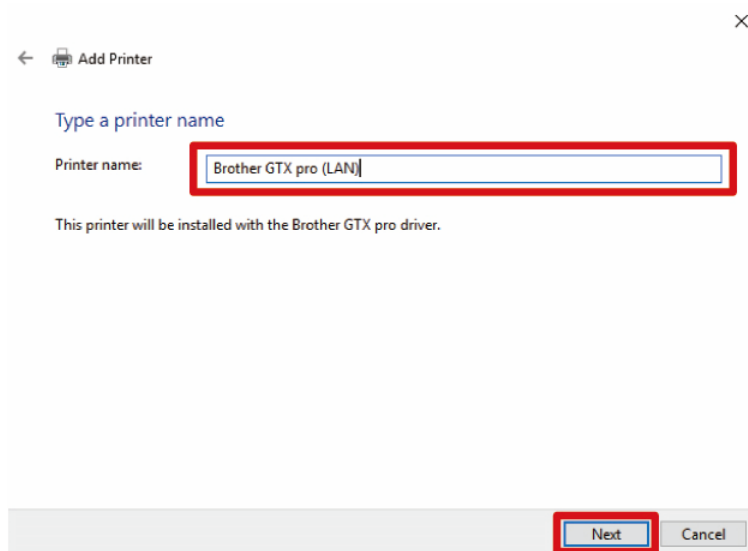 Add Printer
Type a printer name
Printer name: Brother GTX pro (LAN)
This printer will be installed with the Brother GTX pro driver.
Next Cancel